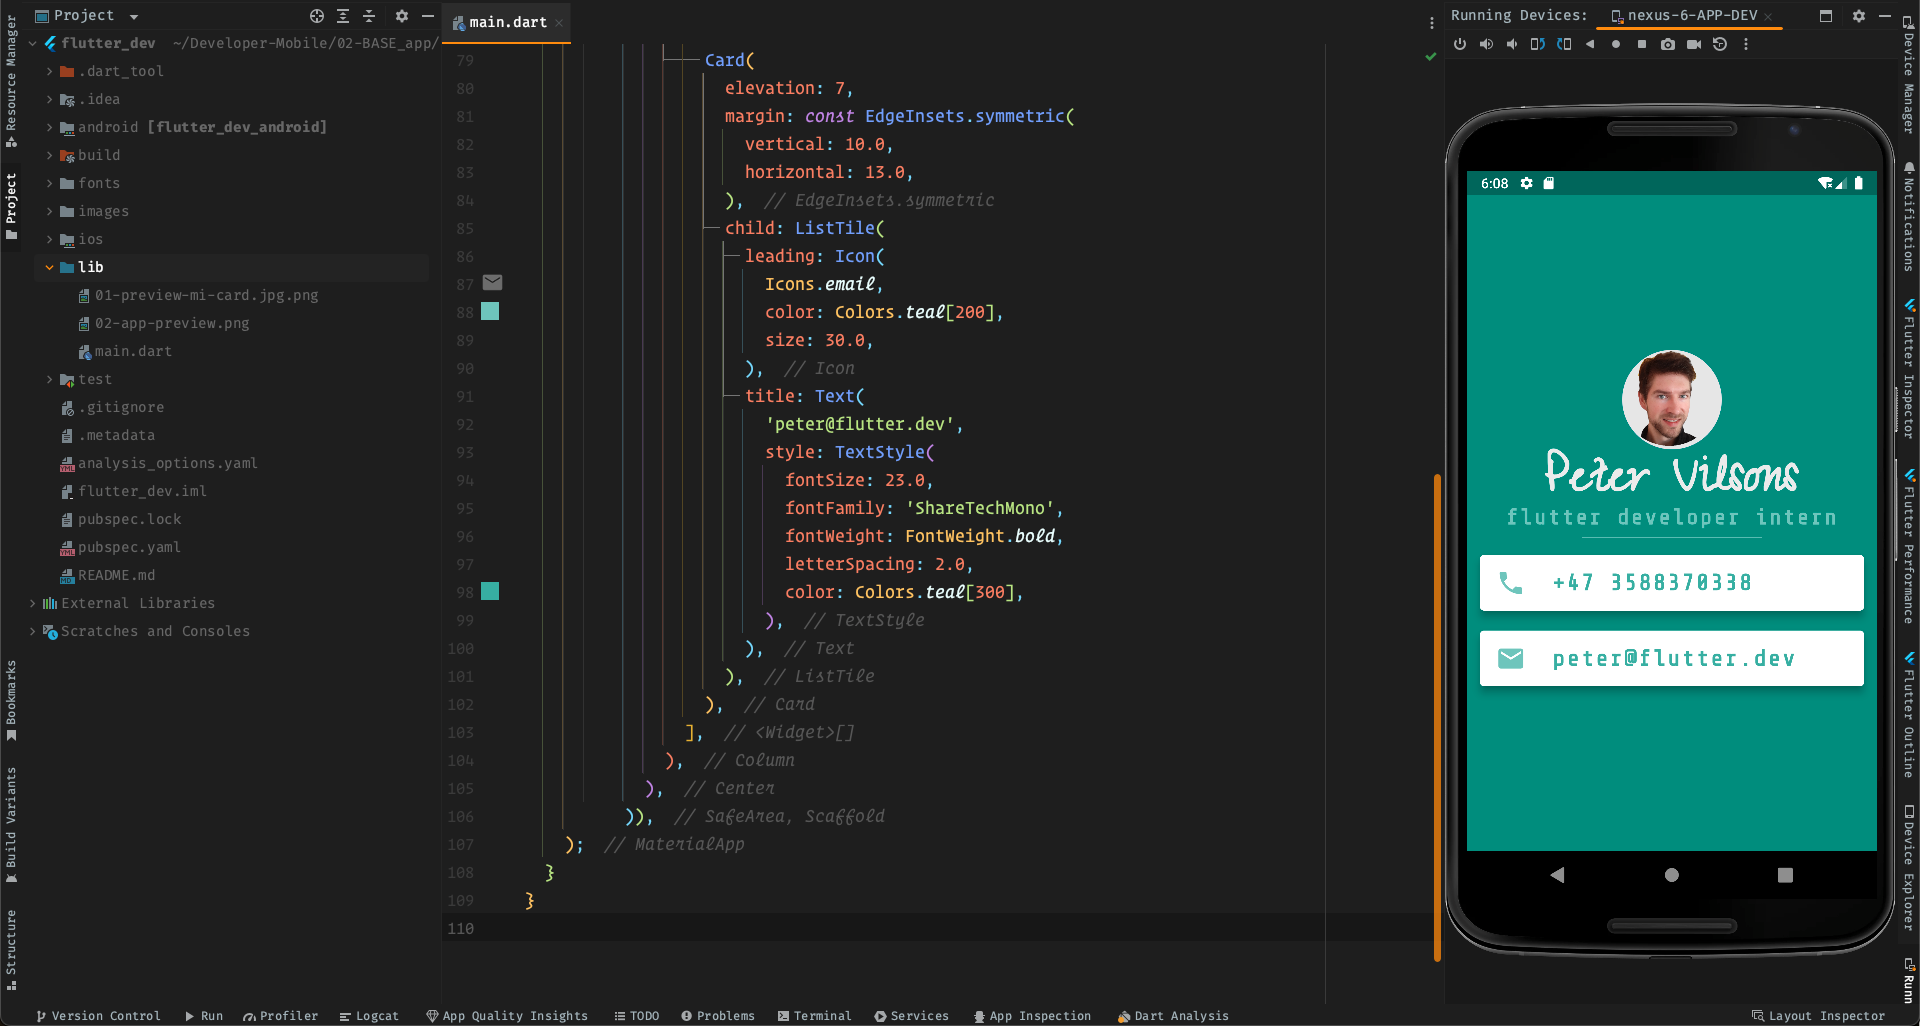 Project
main.dart
Running Devices:
nexus-6-APP-DEV
Resource Manager
Project
Bookmarks
Build Variants
Structure
flutter_dev ~/Developer-Mobile/02-BASE_app/
.dart_tool
.idea
android [flutter_dev_android]
build
fonts
images
ios
lib
01-preview-mi-card.jpg.png
02-app-preview.png
main.dart
test
.gitignore
.metadata
analysis_options.yaml
flutter_dev.iml
pubspec.lock
pubspec.yaml
README.md
External Libraries
Scratches and Consoles
79 Card(
80 elevation: 7,
81 margin: const EdgeInsets.symmetric(
82 vertical: 10.0,
83 horizontal: 13.0,
84 ), // EdgeInsets.symmetric
85 child: ListTile(
86 leading: Icon(
87 Icons.email,
88 color: Colors.teal[200],
89 size: 30.0,
90 ), // Icon
91 title: Text(
92 'peter@flutter.dev',
93 style: TextStyle(
94 fontSize: 23.0,
95 fontFamily: 'ShareTechMono',
96 fontWeight: FontWeight.bold,
97 letterSpacing: 2.0,
98 color: Colors.teal[300],
99 ), // TextStyle
100 ), // Text
101 ), // ListTile
102 ), // Card
103 ], // <Widget>[]
104 ), // Column
105 ), // Center
106 )), // SafeArea, Scaffold
107 ); // MaterialApp
108 }
109 }
110
6:08
Peter Vilsons
flutter developer intern
+47 3588370338
peter@flutter.dev
Device Manager
Notifications
Flutter Inspector
Flutter Performance
Flutter Outline
Device Explorer
Runn
Version Control
Run
Profiler
Logcat
App Quality Insights
TODO
Problems
Terminal
Services
App Inspection
Dart Analysis
Layout Inspector